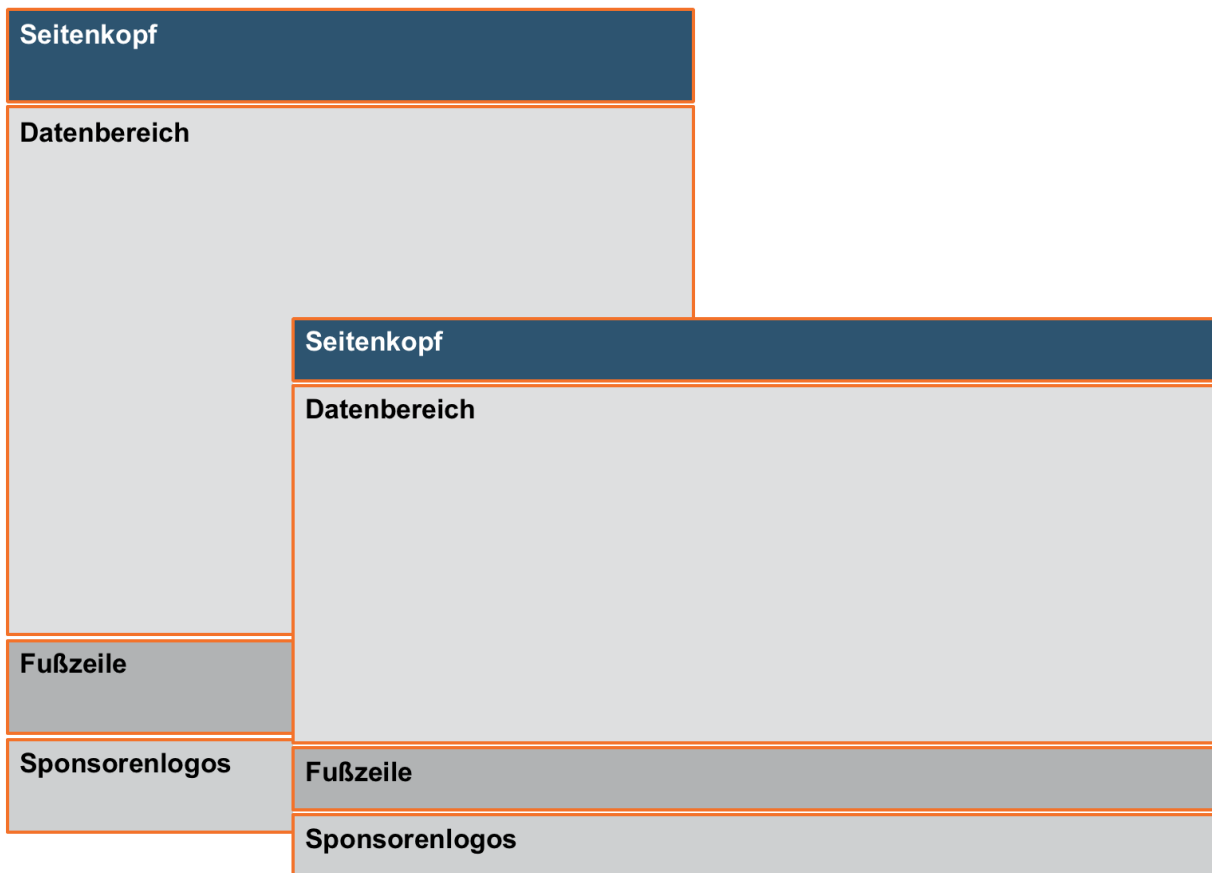 Seitenkopf
Datenbereich
Fußzeile
Sponsorenlogos
Seitenkopf
Datenbereich
Fußzeile
Sponsorenlogos